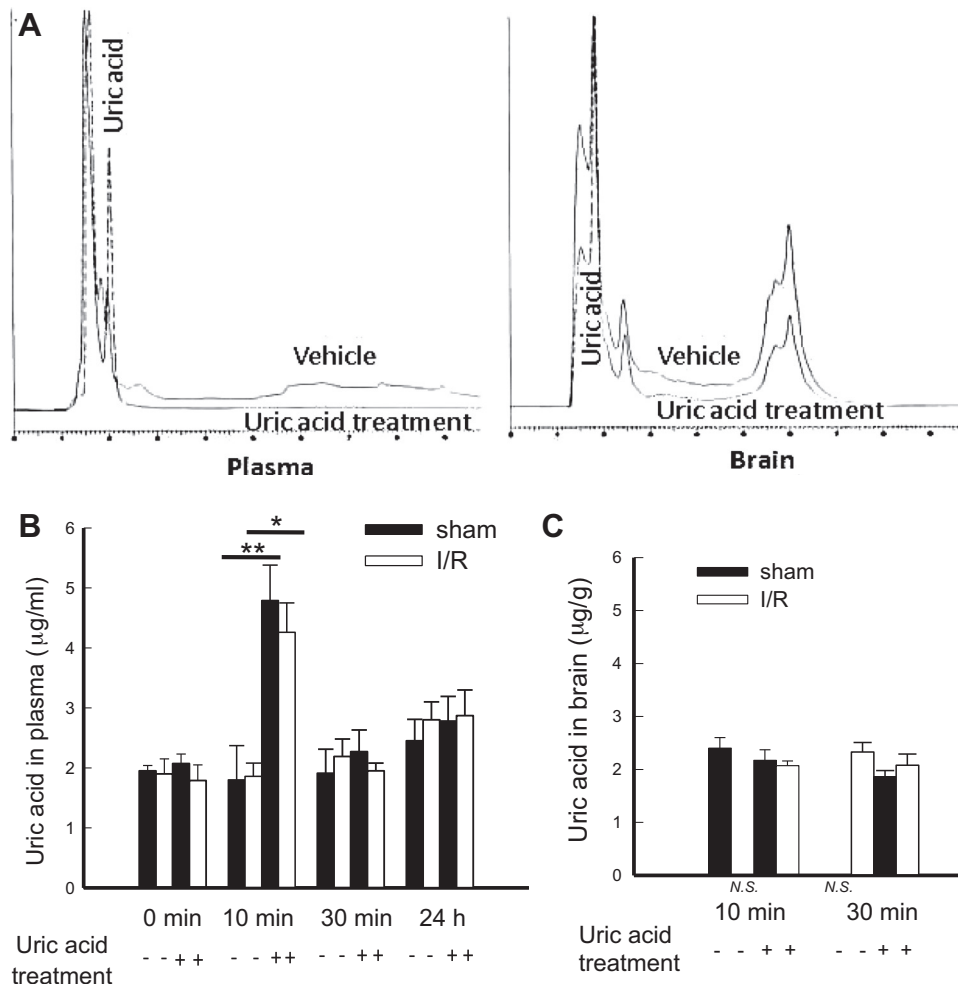 A
Uric acid
Vehicle
Uric acid treatment
Plasma
Uric acid
Vehicle
Uric acid treatment
Brain
B
Uric acid in plasma (μg/ml)
6
5
4
3
2
1
0
* 
**
sham
I/R
0 min 10 min 30 min 24 h
Uric acid
treatment
- - + + - - + + - - + + - - + +
C
Uric acid in brain (μg/g)
6
5
4
3
2
1
0
sham
I/R
N.S. N.S.
10 min 30 min
Uric acid
treatment
- - + + - - + +